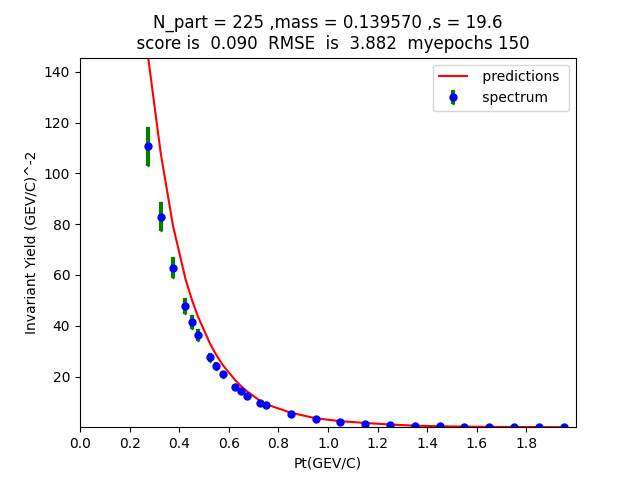 N_part = 225 ,mass = 0.139570 ,s = 19.6
score is  0.090  RMSE  is  3.882  myepochs 150
predictions
spectrum
Invariant Yield (GEV/C)^-2
140
120
100
80
60
40
20
0.0 0.2 0.4 0.6 0.8 1.0 1.2 1.4 1.6 1.8
Pt(GEV/C)